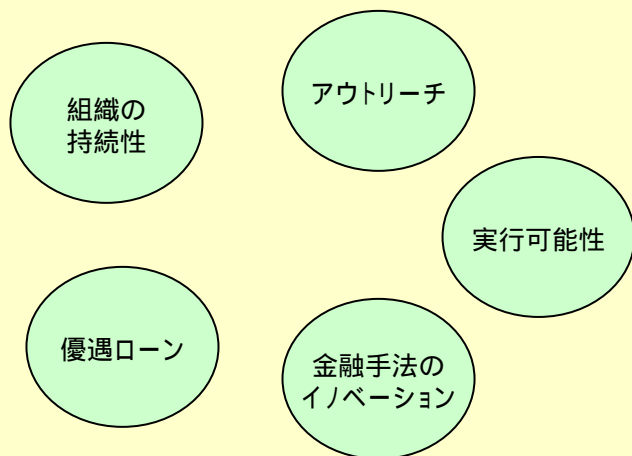 組織の
持続性
アウトリーチ
実行可能性
優遇ローン
金融手法の
イノベーション